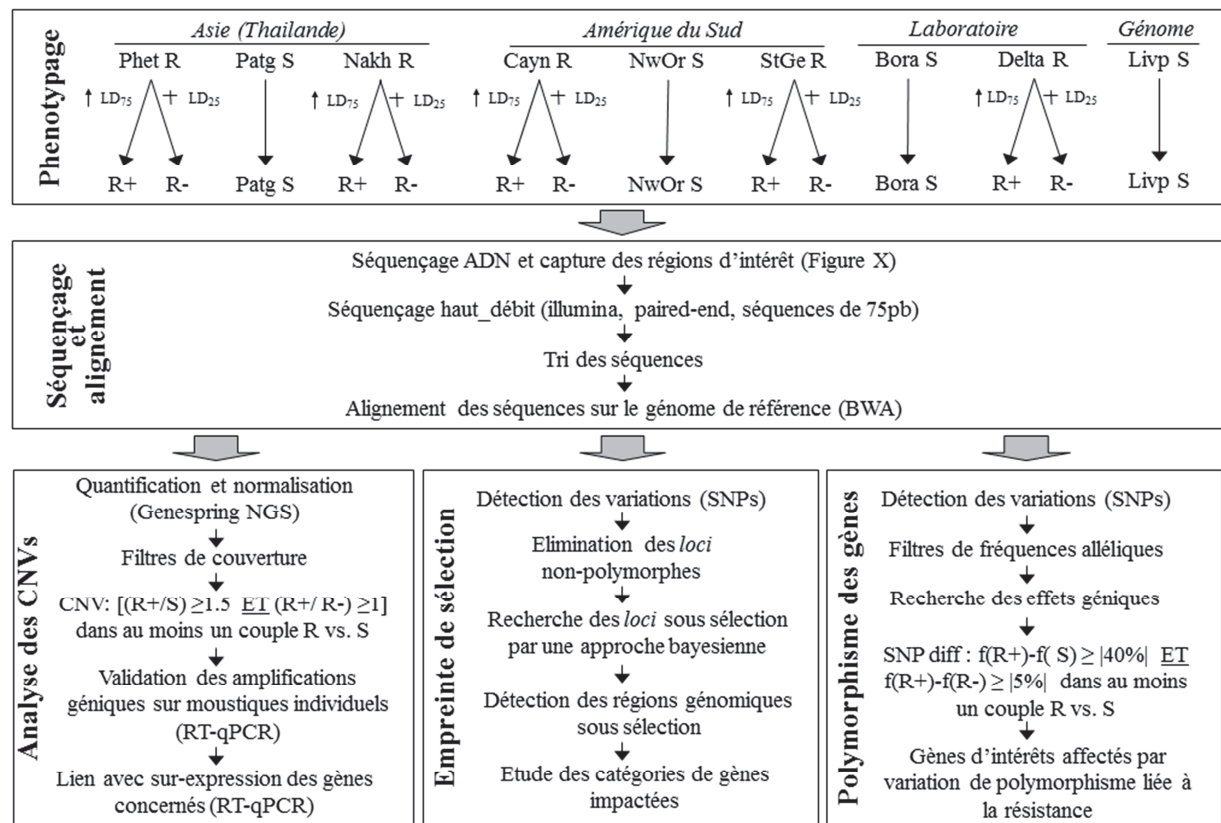 Phenotypage
Asie (Thailande)
Amérique du Sud
Laboratoire
Génome
Phet R
Patg S
Nakh R
Cayn R
NwOr S
StGe R
Bora S
Delta R
Livp S
↑ LD75 + LD25
↑ LD75 + LD25
↑ LD75 + LD25
↑ LD75 + LD25
↑ LD75 + LD25
R+ R-
Patg S
R+ R-
R+ R-
NwOr S
R+ R-
Bora S
R+ R-
Livp S
Séquençage
et
alignement
Séquençage ADN et capture des régions d'intérêt (Figure X)
Séquençage haut_débit (illumina, paired-end, séquences de 75pb)
Tri des séquences
Alignement des séquences sur le génome de référence (BWA)
Analyse des CNVs
Quantification et normalisation
(Genespring NGS)
Filtres de couverture
CNV: [(R+/S) ≥1.5 ET (R+/ R-) ≥1]
dans au moins un couple R vs. S
Validation des amplifications
géniques sur moustiques individuels
(RT-qPCR)
Lien avec sur-expression des gènes
concernés (RT-qPCR)
Empreinte de sélection
Détection des variations (SNPs)
Elimination des loci
non-polymorphes
Recherche des loci sous sélection
par une approche bayesienne
Détection des régions génomiques
sous sélection
Etude des catégories de gènes
impactées
Polymorphisme des gènes
Détection des variations (SNPs)
Filtres de fréquences alléliques
Recherche des effets géniques
SNP diff : f(R+)-f( S) ≥ |40%| ET
f(R+)-f(R-) ≥ |5%| dans au moins
un couple R vs. S
Gènes d'intérêts affectés par
variation de polymorphisme liée à
la résistance